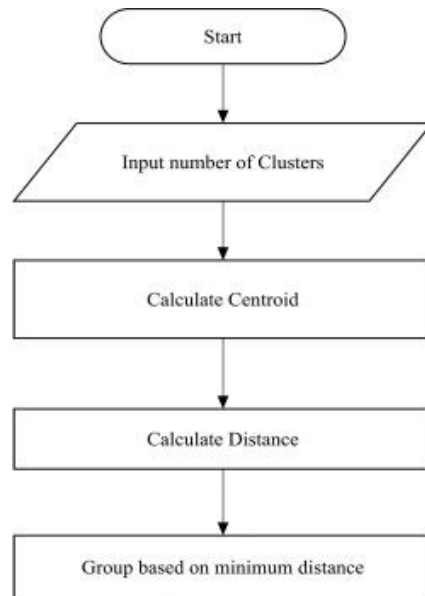 Start
Input number of Clusters
Calculate Centroid
Calculate Distance
Group based on minimum distance